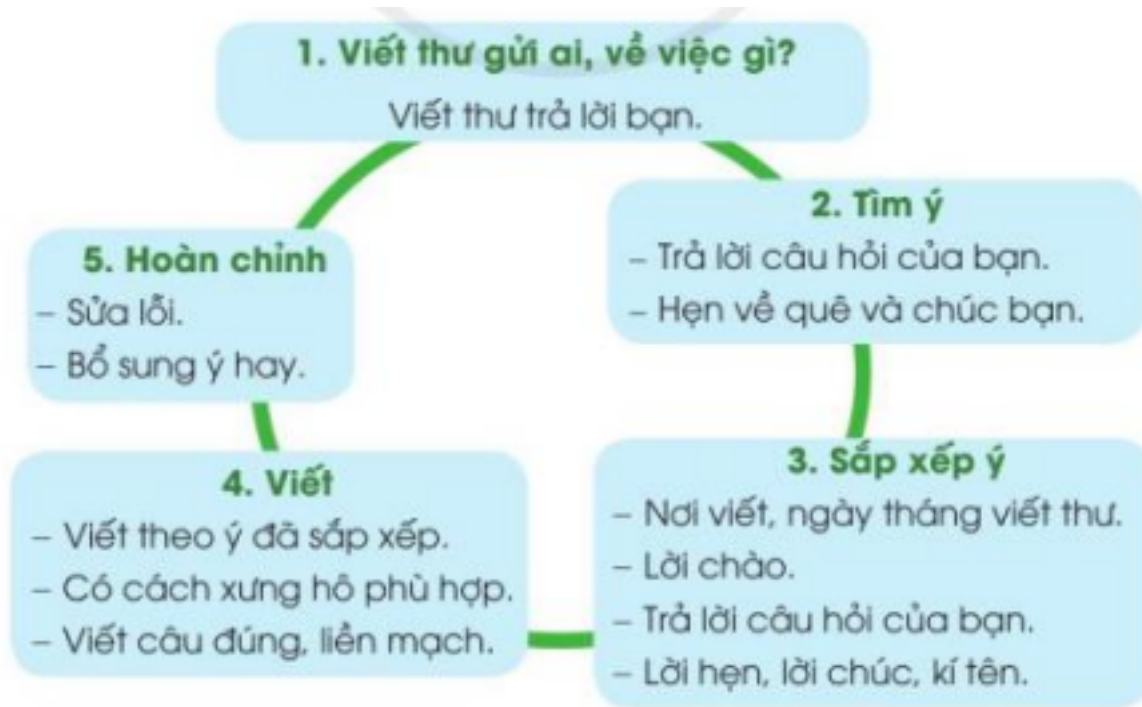 1. Viết thư gửi ai, về việc gì?
Viết thư trả lời bạn.
2. Tìm ý
– Trả lời câu hỏi của bạn.
– Hẹn về quê và chúc bạn.
3. Sắp xếp ý
– Nơi viết, ngày tháng viết thư.
– Lời chào.
– Trả lời câu hỏi của bạn.
– Lời hẹn, lời chúc, kí tên.
4. Viết
– Viết theo ý đã sắp xếp.
– Có cách xưng hô phù hợp.
– Viết câu đúng, liền mạch.
5. Hoàn chỉnh
– Sửa lỗi.
– Bổ sung ý hay.